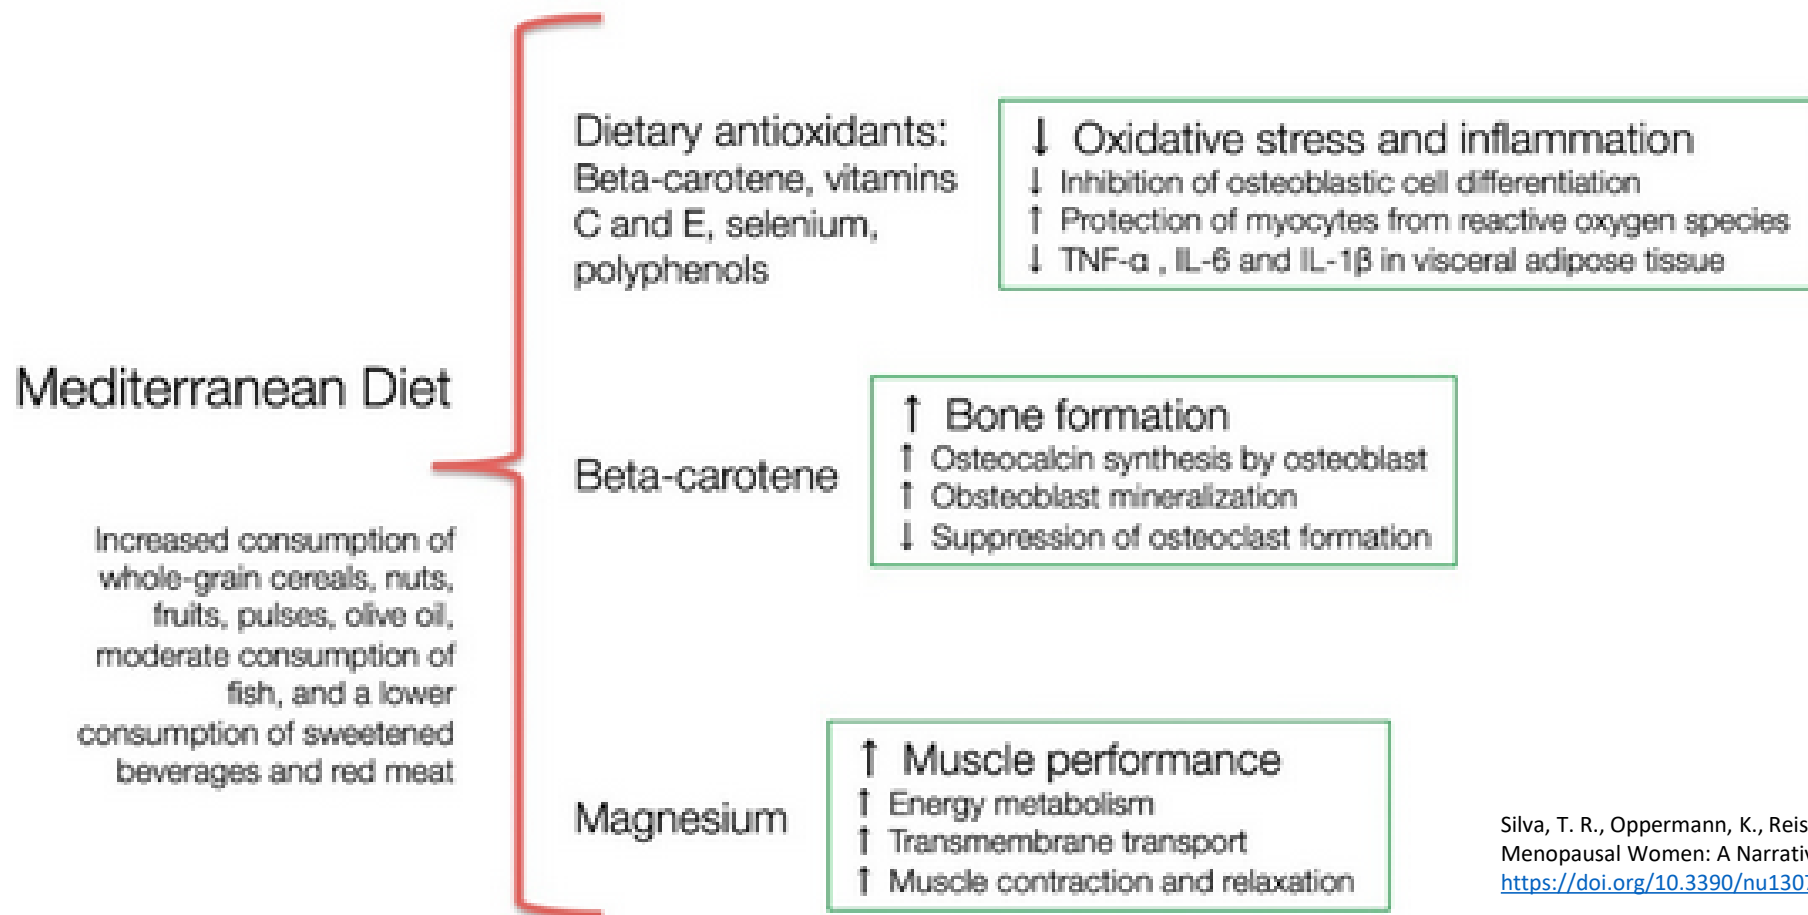 Mediterranean Diet
Increased consumption of
whole-grain cereals, nuts,
fruits, pulses, olive oil,
moderate consumption of
fish, and a lower
consumption of sweetened
beverages and red meat
Dietary antioxidants:
Beta-carotene, vitamins
C and E, selenium,
polyphenols
↓ Oxidative stress and inflammation
↓ Inhibition of osteoblastic cell differentiation
↑ Protection of myocytes from reactive oxygen species
↓ TNF-α , IL-6 and IL-1β in visceral adipose tissue
Beta-carotene
↑ Bone formation
↑ Osteocalcin synthesis by osteoblast
↑ Obsteoblast mineralization
↓ Suppression of osteoclast formation
Magnesium
↑ Muscle performance
↑ Energy metabolism
↑ Transmembrane transport
↑ Muscle contraction and relaxation
Silva, T. R., Oppermann, K., Reis
Menopausal Women: A Narrativ
https://doi.org/10.3390/nu1307